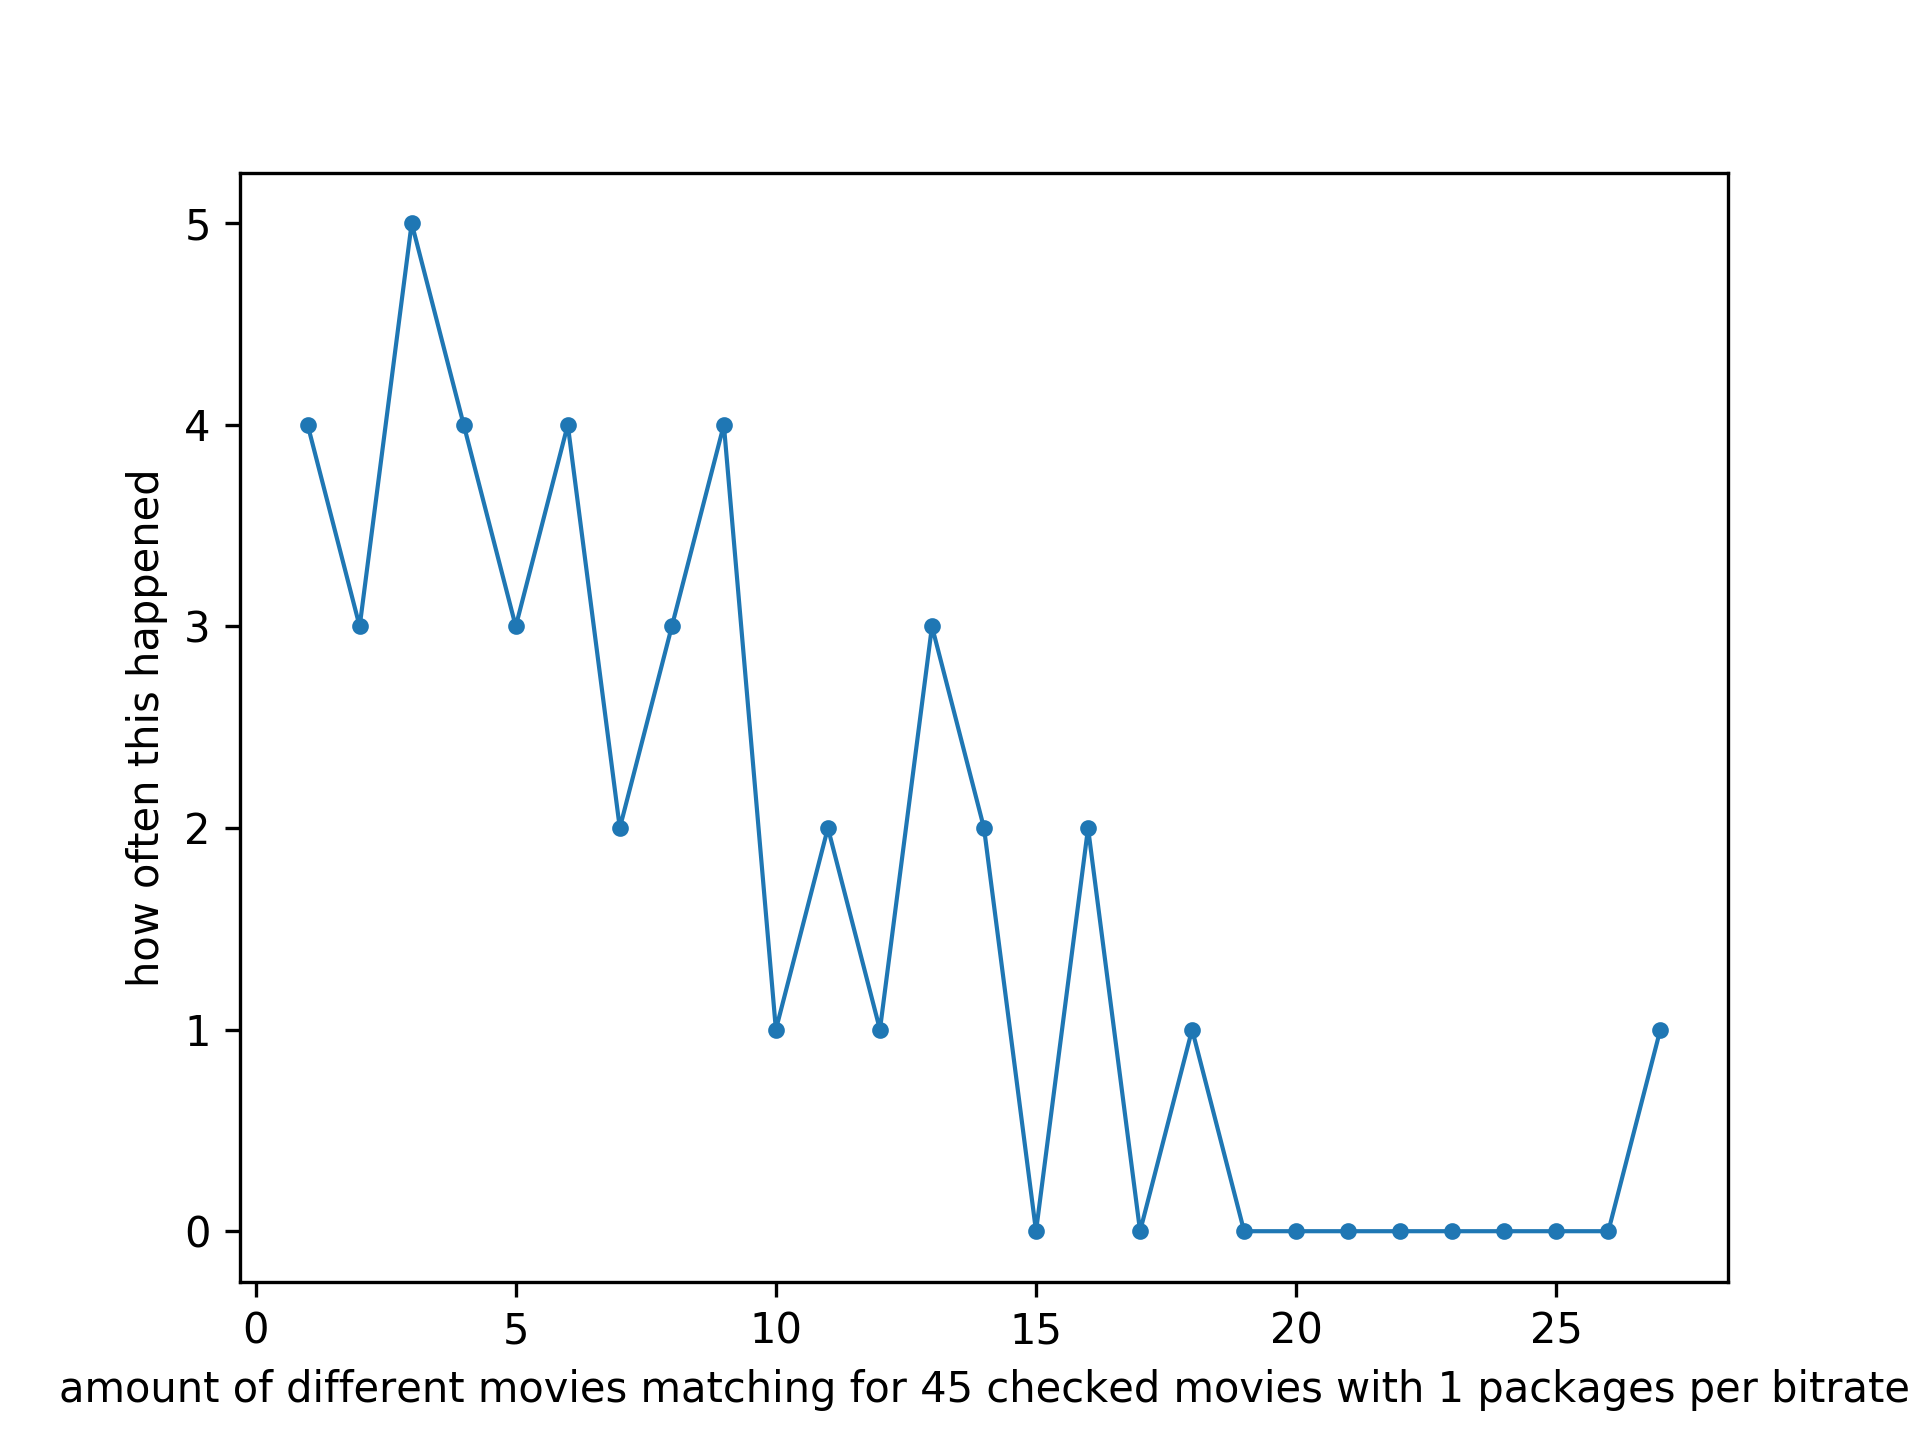 how often this happened
5
4
3
2
1
0
0 5 10 15 20 25
amount of different movies matching for 45 checked movies with 1 packages per bitrate